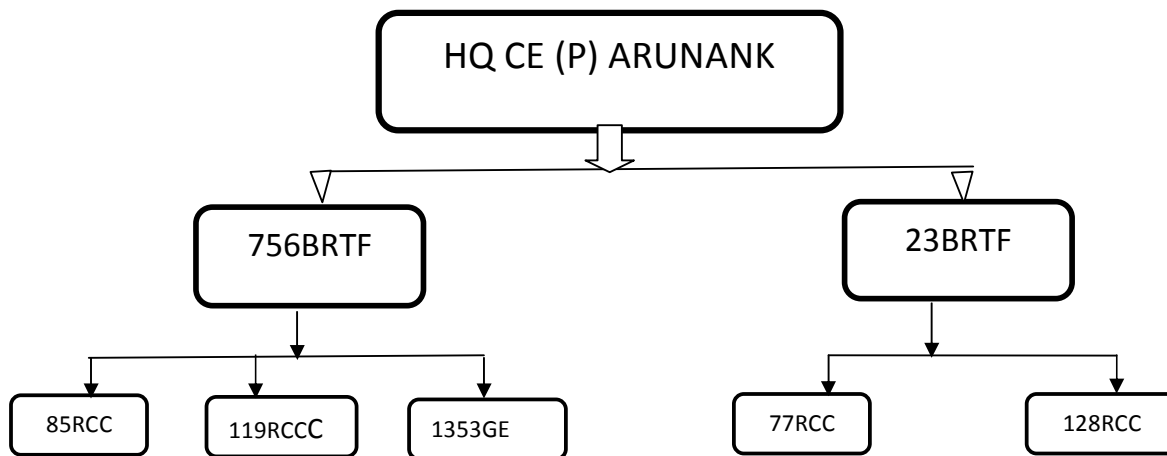 HQ CE (P) ARUNANK
756BRTF
23BRTF
85RCC
119RCCC
1353GE
77RCC
128RCC